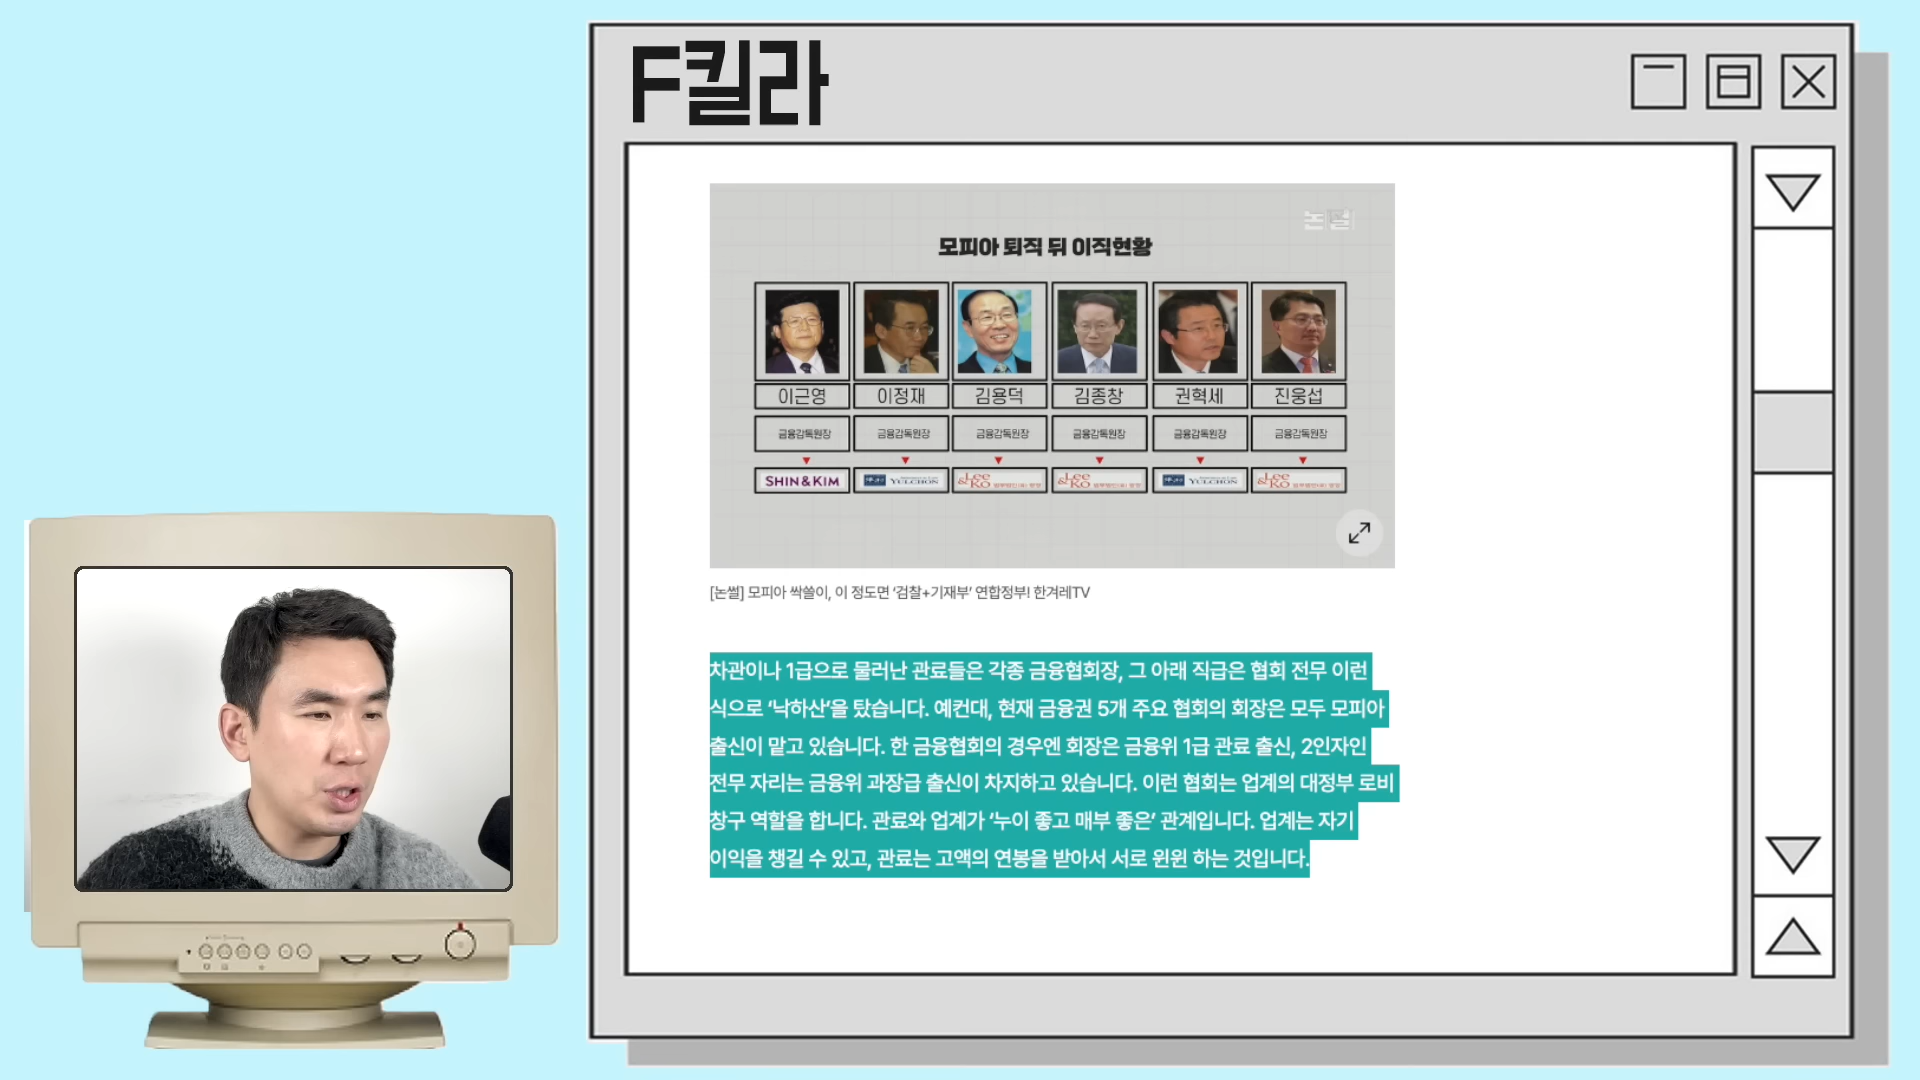 F킬라
논썰
모피아 퇴직 뒤 이직현황
이근영 이정재 김용덕 김종창 권혁세 진웅섭
금융감독원장 금융감독원장 금융감독원장 금융감독원장 금융감독원장 금융감독원장
SHIN&KIM YULCHON Lee & Ko Lee & Ko YULCHON Lee & Ko
[논썰] 모피아 싹쓸이, 이 정도면 ‘검찰+기재부’ 연합정부! 한겨레TV
차관이나 1급으로 물러난 관료들은 각종 금융협회장, 그 아래 직급은 협회 전무 이런
식으로 ‘낙하산’을 탔습니다. 예컨대, 현재 금융권 5개 주요 협회의 회장은 모두 모피아
출신이 맡고 있습니다. 한 금융협회의 경우엔 회장은 금융위 1급 관료 출신, 2인자인
전무 자리는 금융위 과장급 출신이 차지하고 있습니다. 이런 협회는 업계의 대정부 로비
창구 역할을 합니다. 관료와 업계가 ‘누이 좋고 매부 좋은’ 관계입니다. 업계는 자기
이익을 챙길 수 있고, 관료는 고액의 연봉을 받아서 서로 윈윈 하는 것입니다.